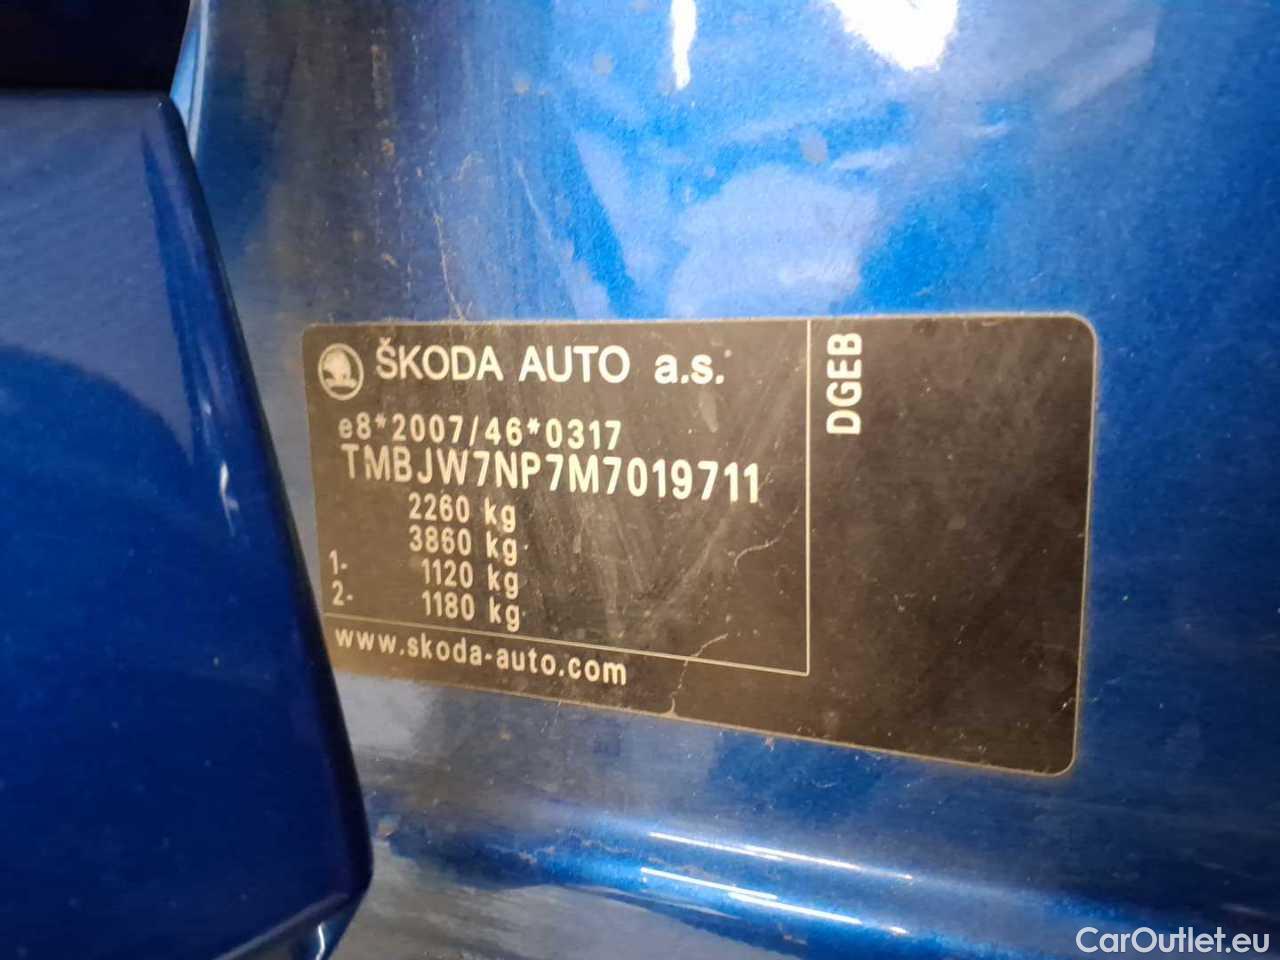 ŠKODA AUTO a.s.
e8*2007/46*0317
TMBJW7NP7M7019711
2260 kg
3860 kg
1- 1120 kg
2- 1180 kg
www.skoda-auto.com
DGEB
CarOutlet.eu